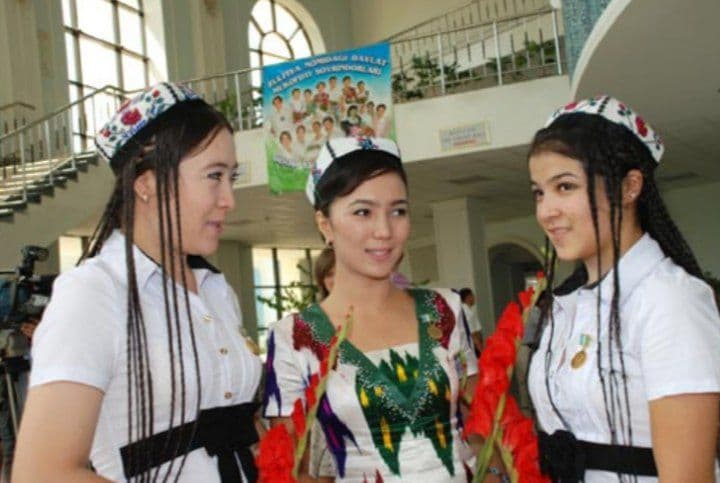 ZULFIYA NOMIDAGI DAVLAT
MUKOFOTI SOVRINDORLARI